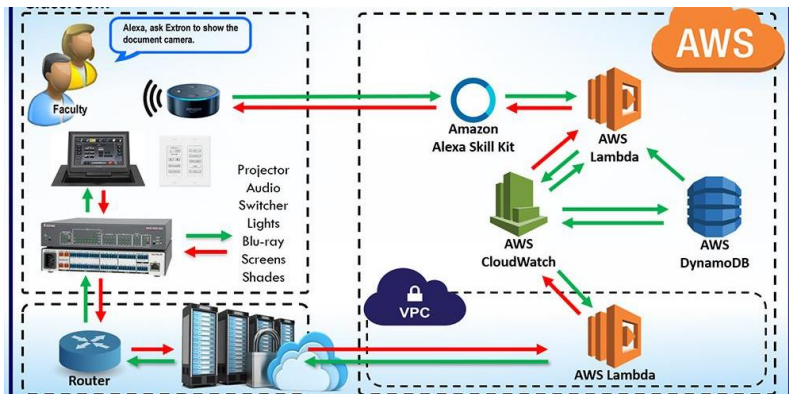 Alexa, ask Extron to show the
document camera.
Faculty
Projector
Audio
Switcher
Lights
Blu-ray
Screens
Shades
Router
AWS
Amazon
Alexa Skill Kit
AWS
Lambda
AWS
CloudWatch
AWS
DynamoDB
VPC
AWS Lambda